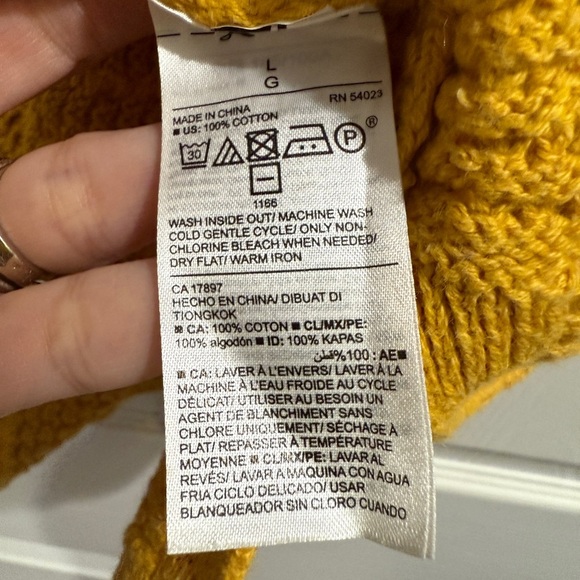 L
G
RN 54023
MADE IN CHINA
■ US: 100% COTTON
30
P®
1166
WASH INSIDE OUT/ MACHINE WASH
COLD GENTLE CYCLE/ ONLY NON-
CHLORINE BLEACH WHEN NEEDED/
DRY FLAT/ WARM IRON
CA 17897
HECHO EN CHINA/ DIBUAT DI
TIONGKOK
■ CA: 100% COTON ■ CL/MX/PE:
100% algodón ■ ID: 100% KAPAS
■AE: 100% قطن
■ CA: LAVER À L'ENVERS/ LAVER À LA
MACHINE À L'EAU FROIDE AU CYCLE
DÉLICAT/ UTILISER AU BESOIN UN
AGENT DE BLANCHIMENT SANS
CHLORE UNIQUEMENT/ SÉCHAGE À
PLAT/ REPASSER À TEMPÉRATURE
MOYENNE ■ CL/MX/PE: LAVAR AL
REVÉS/ LAVAR A MAQUINA CON AGUA
FRIA CICLO DELICADO/ USAR
BLANQUEADOR SIN CLORO CUANDO